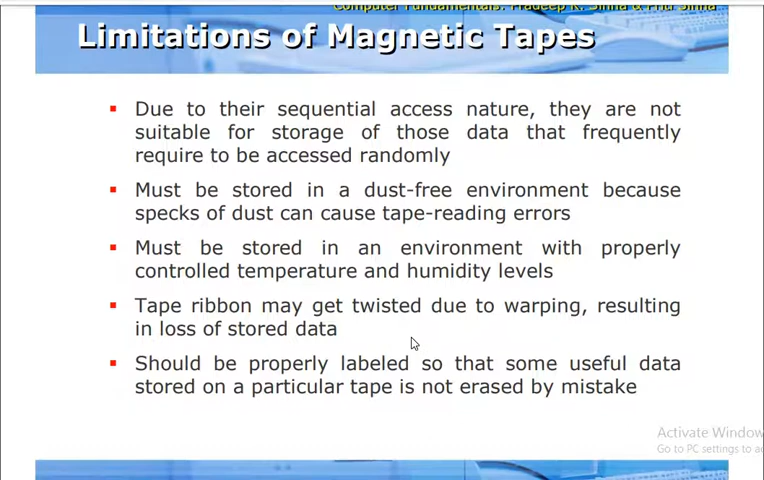 Computer Fundamentals: Pradeep K. Sinha & Priti Sinha
Limitations of Magnetic Tapes
▪ Due to their sequential access nature, they are not
suitable for storage of those data that frequently
require to be accessed randomly
▪ Must be stored in a dust-free environment because
specks of dust can cause tape-reading errors
▪ Must be stored in an environment with properly
controlled temperature and humidity levels
▪ Tape ribbon may get twisted due to warping, resulting
in loss of stored data
▪ Should be properly labeled so that some useful data
stored on a particular tape is not erased by mistake
Activate Window
Go to PC settings to a